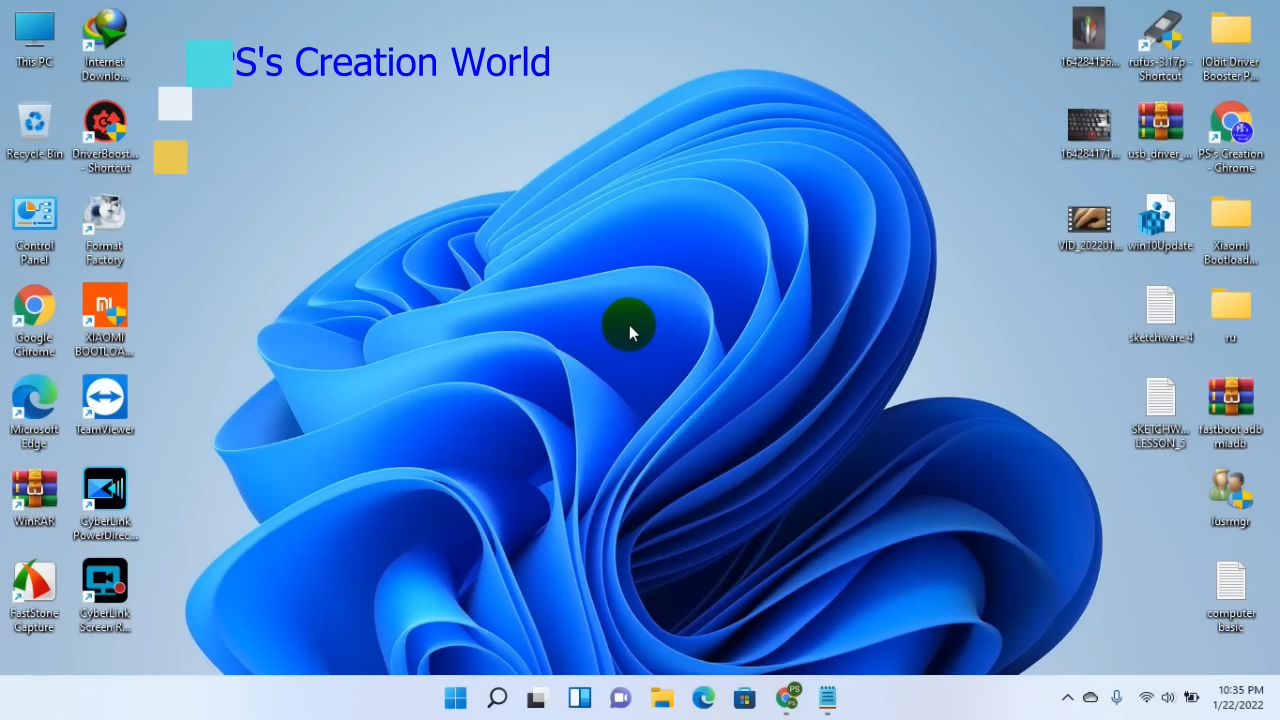 PS's Creation World
This PC
Internet
Downlo...
Recycle Bin
DriverBoost...
- Shortcut
Control
Panel
Format
Factory
Google
Chrome
XIAOMI
BOOTLOA...
Microsoft
Edge
TeamViewer
WinRAR
CyberLink
PowerDirec...
FastStone
Capture
CyberLink
Screen R...
164284156...
rufus-3.17p -
Shortcut
IObit Driver
Booster P...
164284171...
usb_driver_...
PS's Creation
- Chrome
VID_202201...
win10Update
Xiaomi
Bootload...
sketchware 4
ru
SKETCHW...
LESSON_5
fastboot adb
miadb
lusrmgr
computer
basic
10:35 PM
1/22/2022